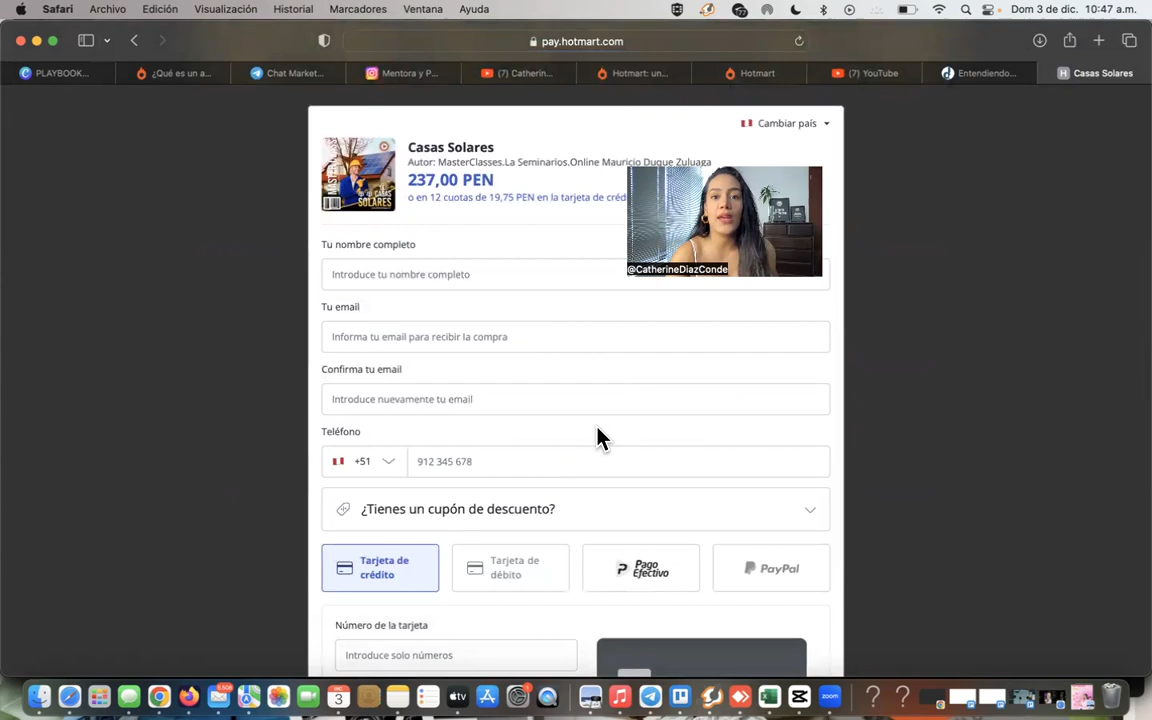 Safari Archivo Edición Visualización Historial Marcadores Ventana Ayuda Dom 3 de dic. 10:47 a.m.
pay.hotmart.com
PLAYBOOK... ¿Qué es un a... Chat Market... Mentora y P... (7) Catherin... Hotmart: un... Hotmart (7) YouTube Entendiendo... Casas Solares
Cambiar país
Casas Solares
Autor: MasterClasses.La Seminarios.Online Mauricio Duque Zuluaga
237,00 PEN
o en 12 cuotas de 19,75 PEN en la tarjeta de crédi
CASAS
SOLARES
@CatherineDiazConde
Tu nombre completo
Introduce tu nombre completo
Tu email
Informa tu email para recibir la compra
Confirma tu email
Introduce nuevamente tu email
Teléfono
+51 912 345 678
¿Tienes un cupón de descuento?
Tarjeta de crédito
Tarjeta de débito
Pago Efectivo
PayPal
Número de la tarjeta
Introduce solo números